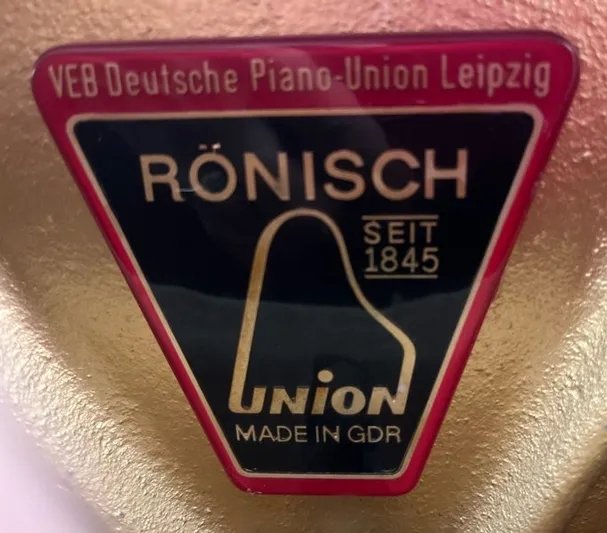 VEB Deutsche Piano-Union Leipzig
RÖNISCH
SEIT
1845
UNiON
MADE IN GDR